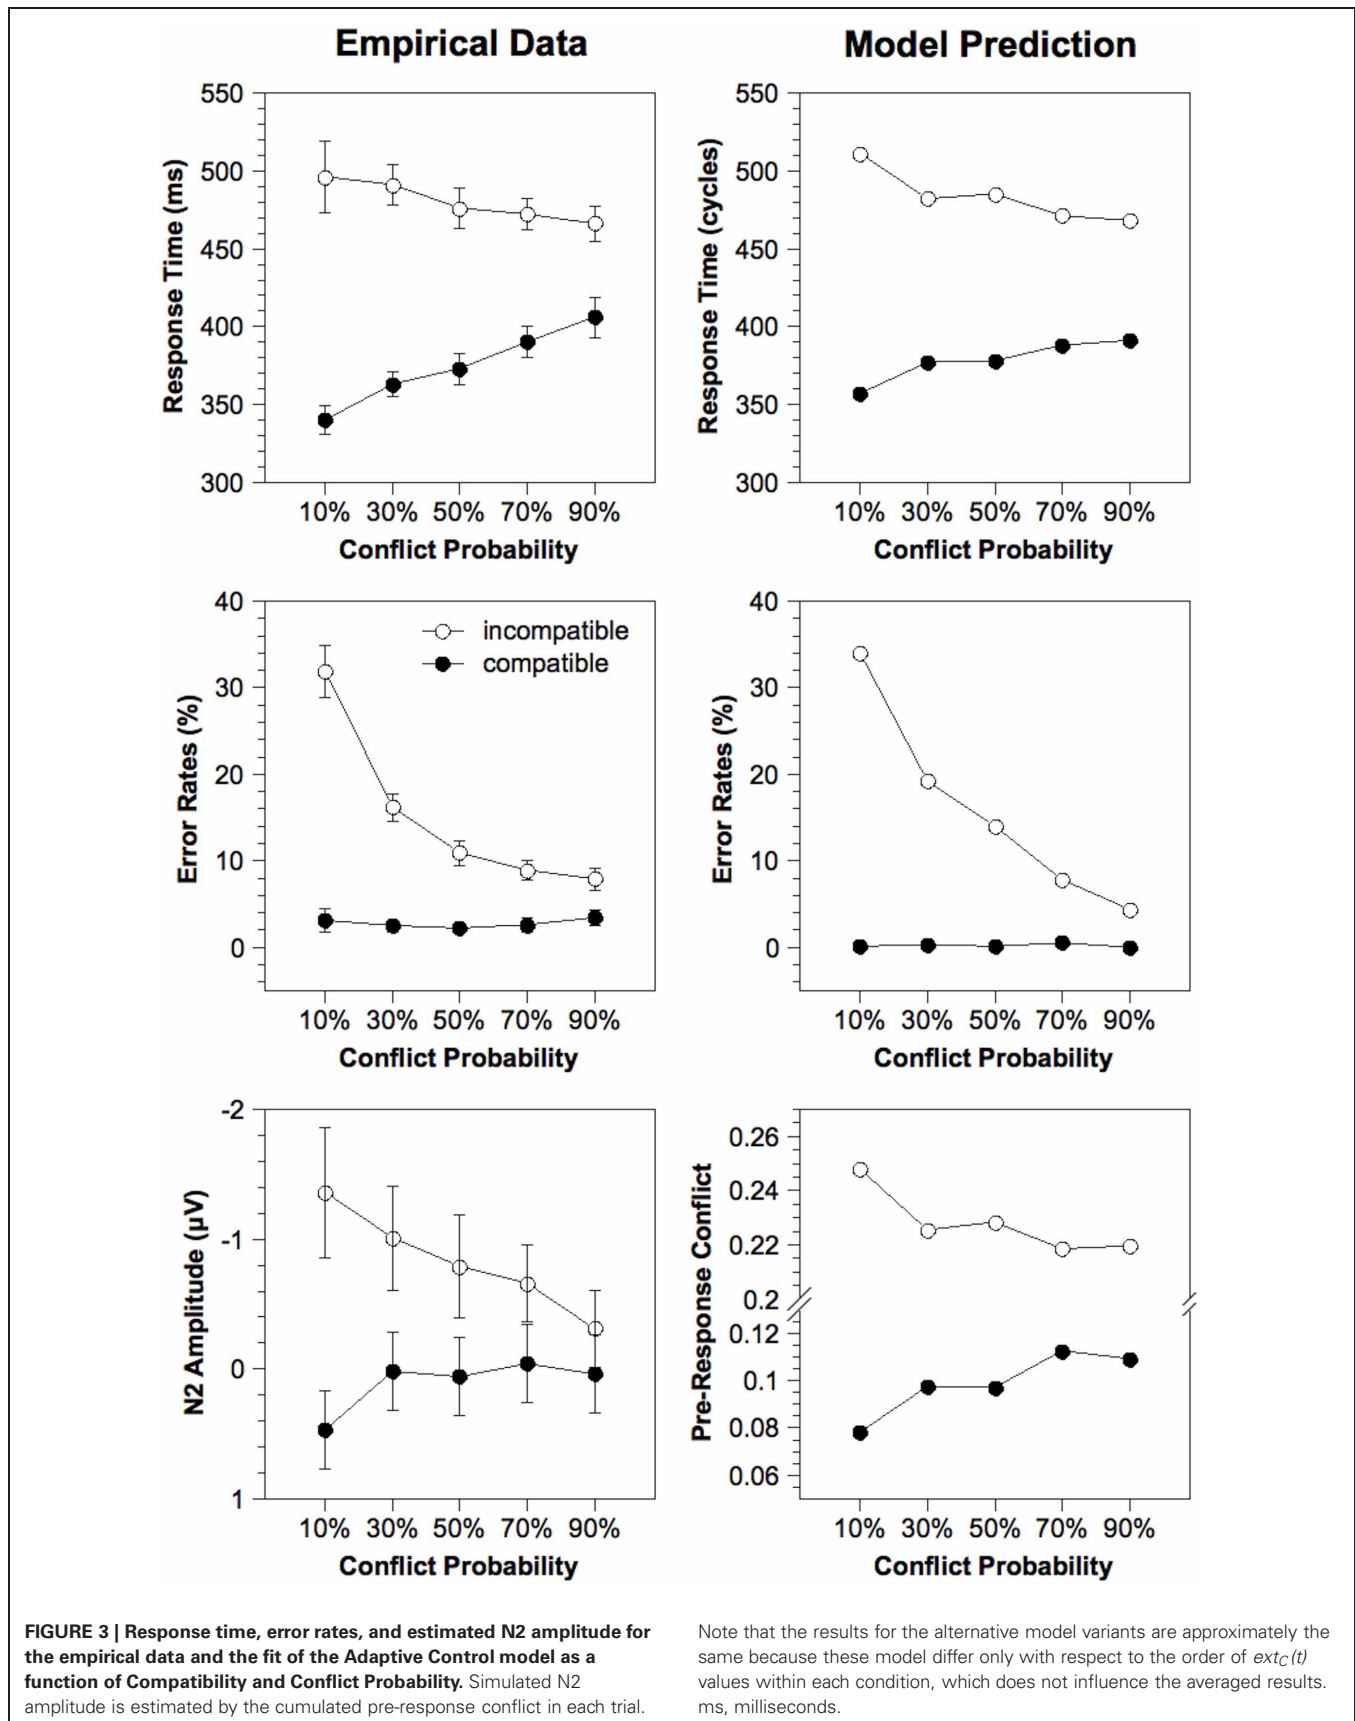 Empirical Data
Model Prediction
550
500
450
400
350
300
Response Time (ms)
10% 30% 50% 70% 90%
Conflict Probability
550
500
450
400
350
300
Response Time (cycles)
10% 30% 50% 70% 90%
Conflict Probability
40
30
20
10
0
Error Rates (%)
incompatible
compatible
10% 30% 50% 70% 90%
Conflict Probability
40
30
20
10
0
Error Rates (%)
10% 30% 50% 70% 90%
Conflict Probability
-2
-1
0
1
N2 Amplitude (µV)
10% 30% 50% 70% 90%
Conflict Probability
0.26
0.24
0.22
0.2
0.12
0.1
0.08
0.06
Pre-Response Conflict
10% 30% 50% 70% 90%
Conflict Probability
FIGURE 3 | Response time, error rates, and estimated N2 amplitude for
the empirical data and the fit of the Adaptive Control model as a
function of Compatibility and Conflict Probability. Simulated N2
amplitude is estimated by the cumulated pre-response conflict in each trial.
Note that the results for the alternative model variants are approximately the
same because these model differ only with respect to the order of extC(t)
values within each condition, which does not influence the averaged results.
ms, milliseconds.